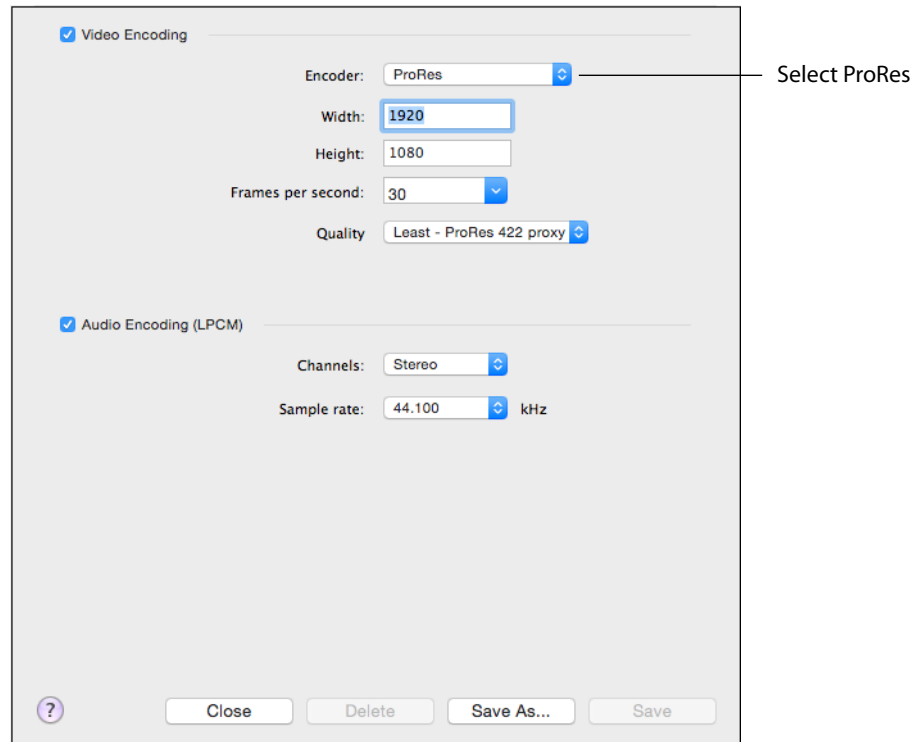 Video Encoding
Encoder: ProRes
Select ProRes
Width: 1920
Height: 1080
Frames per second: 30
Quality Least - ProRes 422 proxy
Audio Encoding (LPCM)
Channels: Stereo
Sample rate: 44.100 kHz
? Close Delete Save As... Save